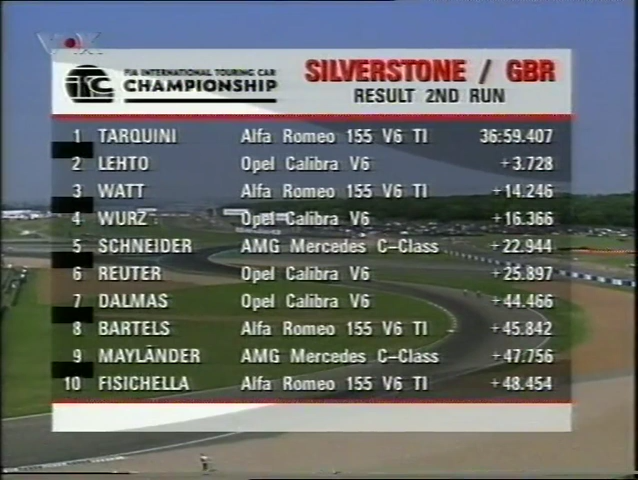 VOX
FIA INTERNATIONAL TOURING CAR
ITC CHAMPIONSHIP
SILVERSTONE / GBR
RESULT 2ND RUN
1 TARQUINI Alfa Romeo 155 V6 TI 36:59.407
2 LEHTO Opel Calibra V6 +3.728
3 WATT Alfa Romeo 155 V6 TI +14.246
4 WURZ Opel Calibra V6 +16.366
5 SCHNEIDER AMG Mercedes C-Class +22.944
6 REUTER Opel Calibra V6 +25.897
7 DALMAS Opel Calibra V6 +44.466
8 BARTELS Alfa Romeo 155 V6 TI +45.842
9 MAYLÄNDER AMG Mercedes C-Class +47.756
10 FISICHELLA Alfa Romeo 155 V6 TI +48.454